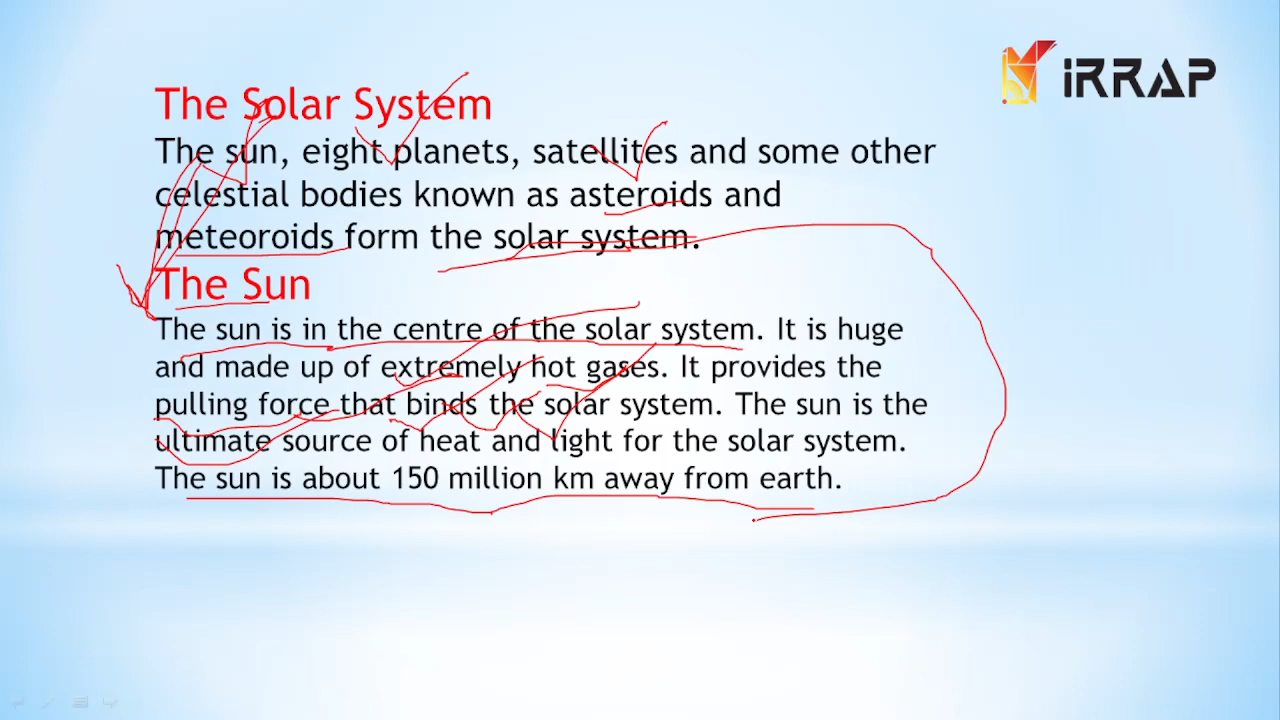 iRRAP
The Solar System
The sun, eight planets, satellites and some other
celestial bodies known as asteroids and
meteoroids form the solar system.
The Sun
The sun is in the centre of the solar system. It is huge
and made up of extremely hot gases. It provides the
pulling force that binds the solar system. The sun is the
ultimate source of heat and light for the solar system.
The sun is about 150 million km away from earth.